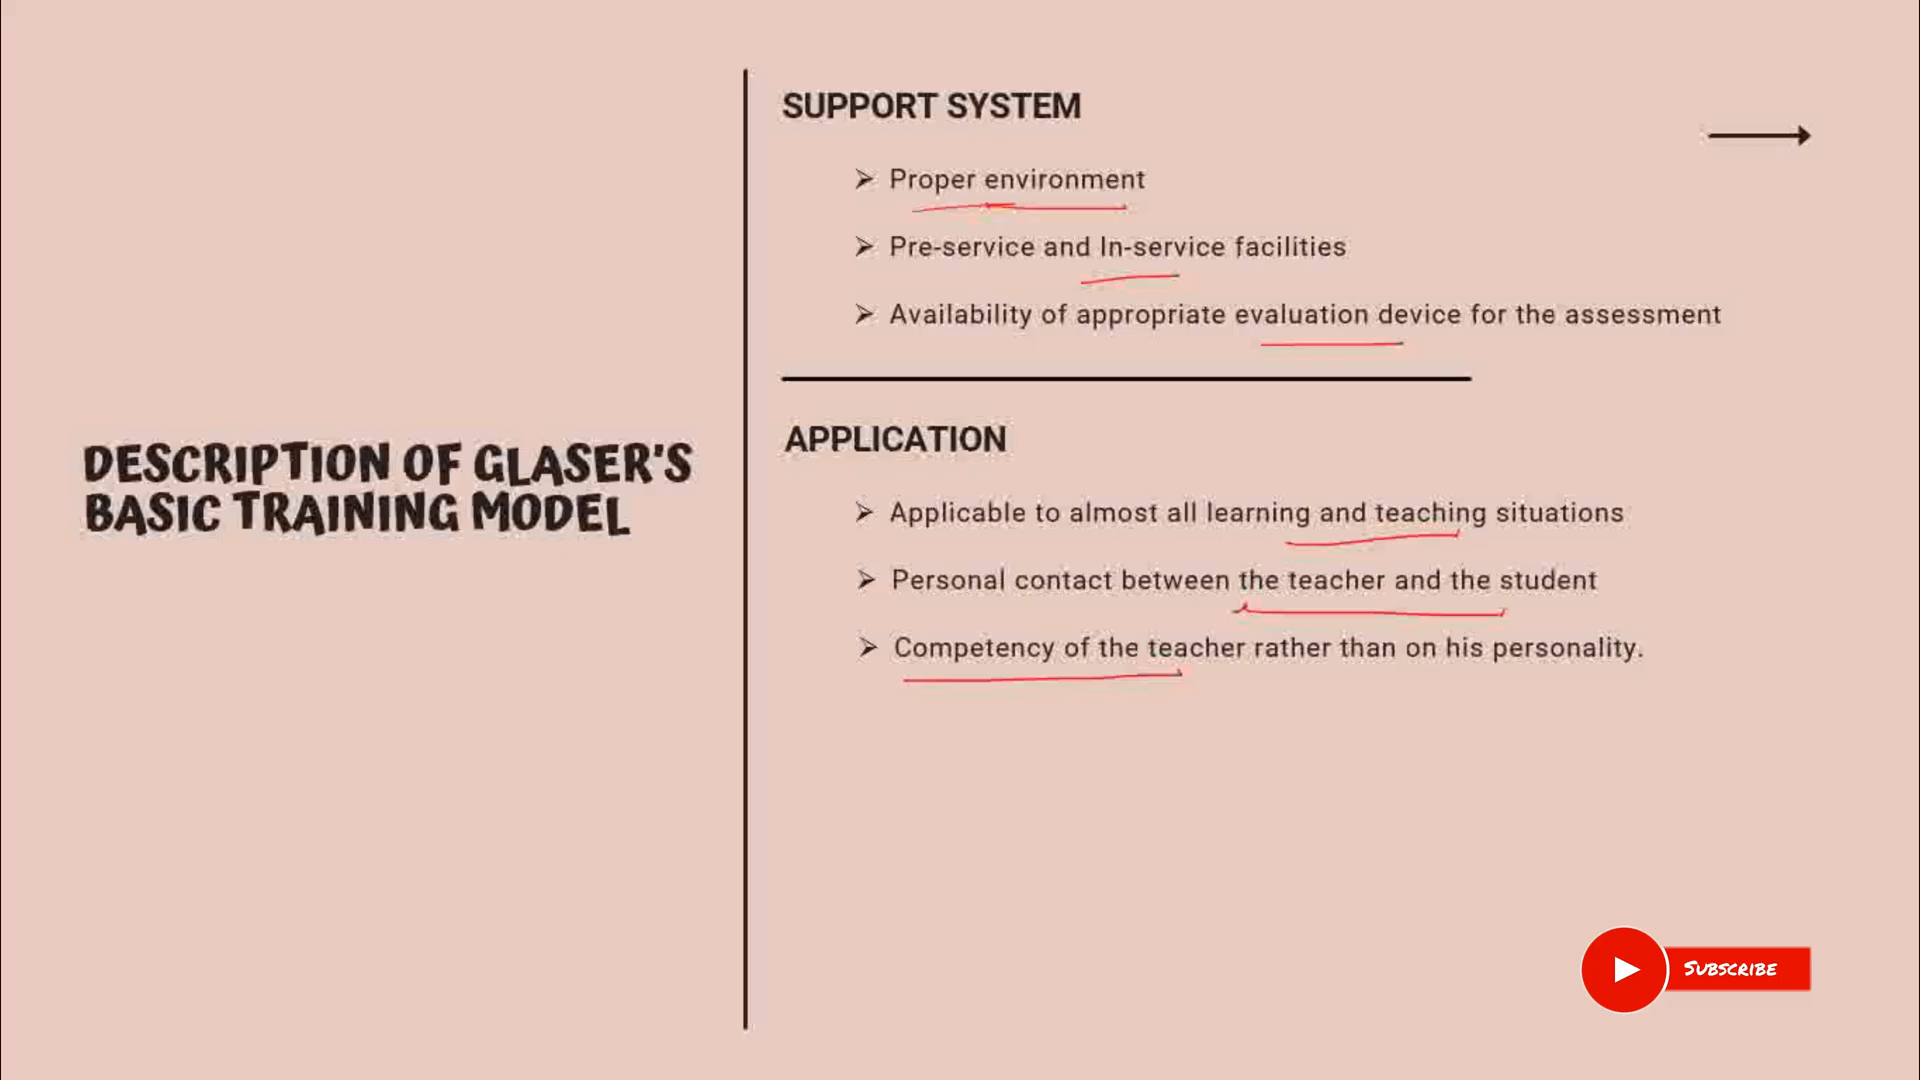 DESCRIPTION OF GLASER'S
BASIC TRAINING MODEL
SUPPORT SYSTEM
Proper environment
Pre-service and In-service facilities
Availability of appropriate evaluation device for the assessment
APPLICATION
Applicable to almost all learning and teaching situations
Personal contact between the teacher and the student
Competency of the teacher rather than on his personality.
SUBSCRIBE